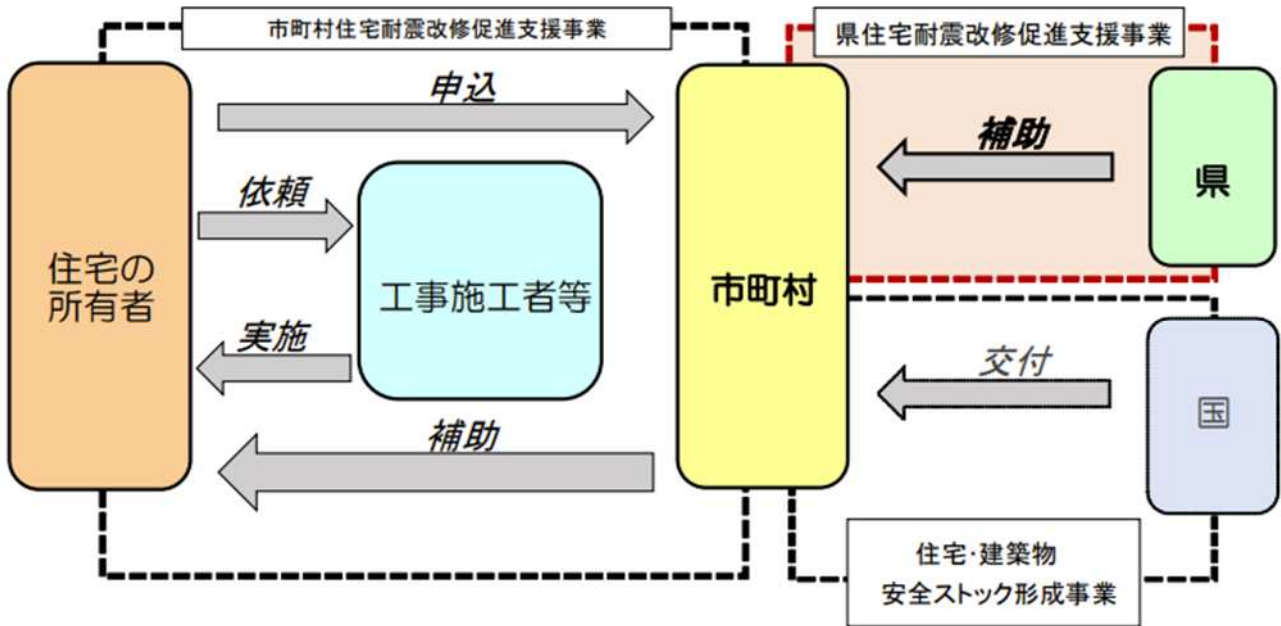 市町村住宅耐震改修促進支援事業
県住宅耐震改修促進支援事業
申込
補助
依頼
県
住宅の
所有者
工事施工者等
市町村
実施
交付
国
補助
住宅・建築物
安全ストック形成事業